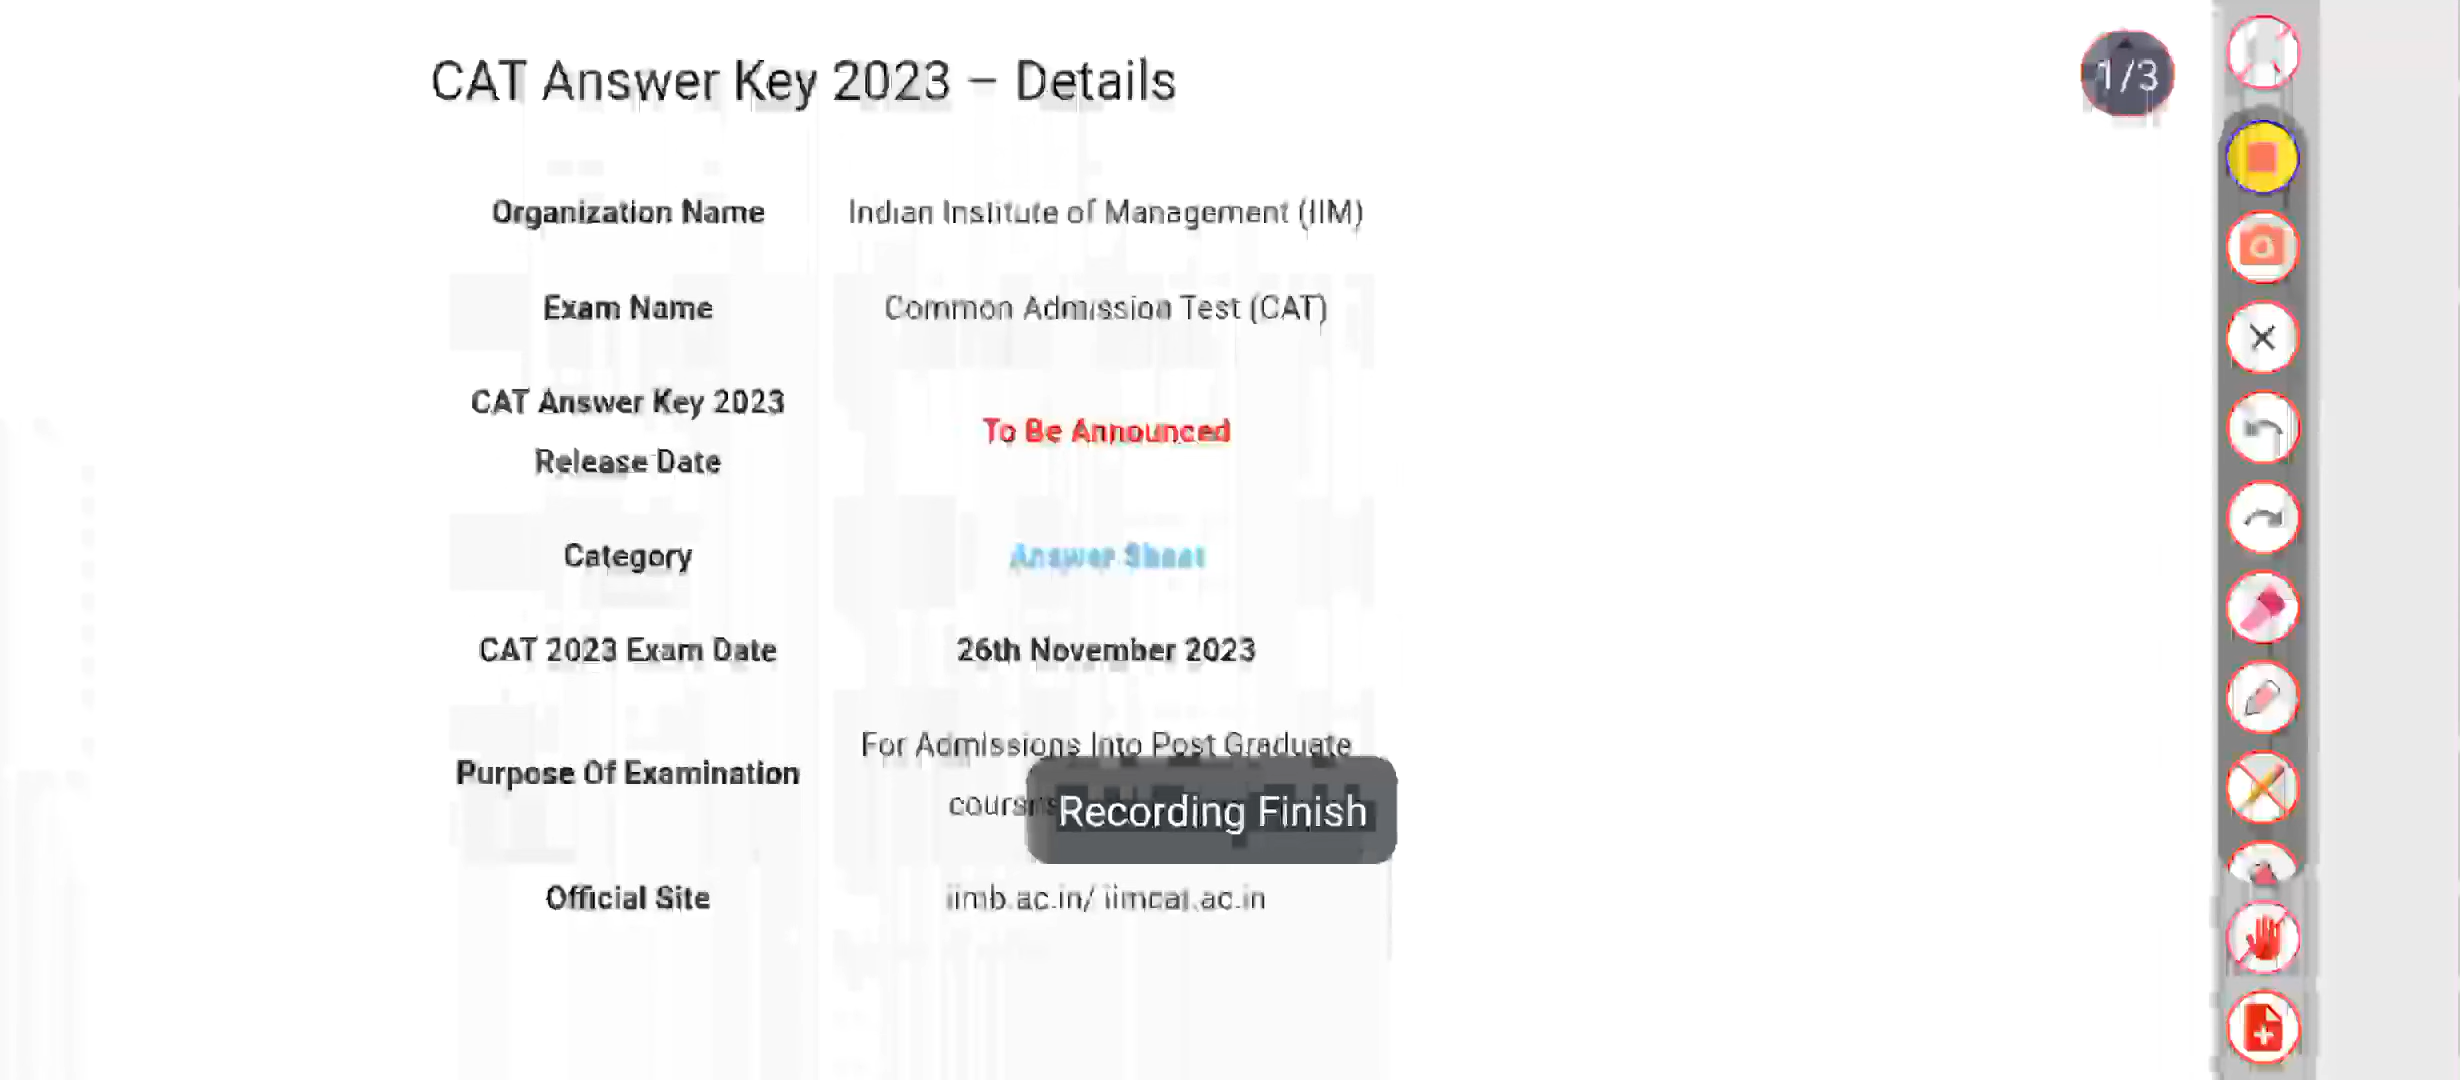 CAT Answer Key 2023 – Details
1/3
Organization Name
Indian Institute of Management (IIM)
Exam Name
Common Admission Test (CAT)
CAT Answer Key 2023
Release Date
To Be Announced
Category
Answer Sheet
CAT 2023 Exam Date
26th November 2023
Purpose Of Examination
For Admissions Into Post Graduate
Recording Finish
Official Site
iimb.ac.in/ iimcat.ac.in